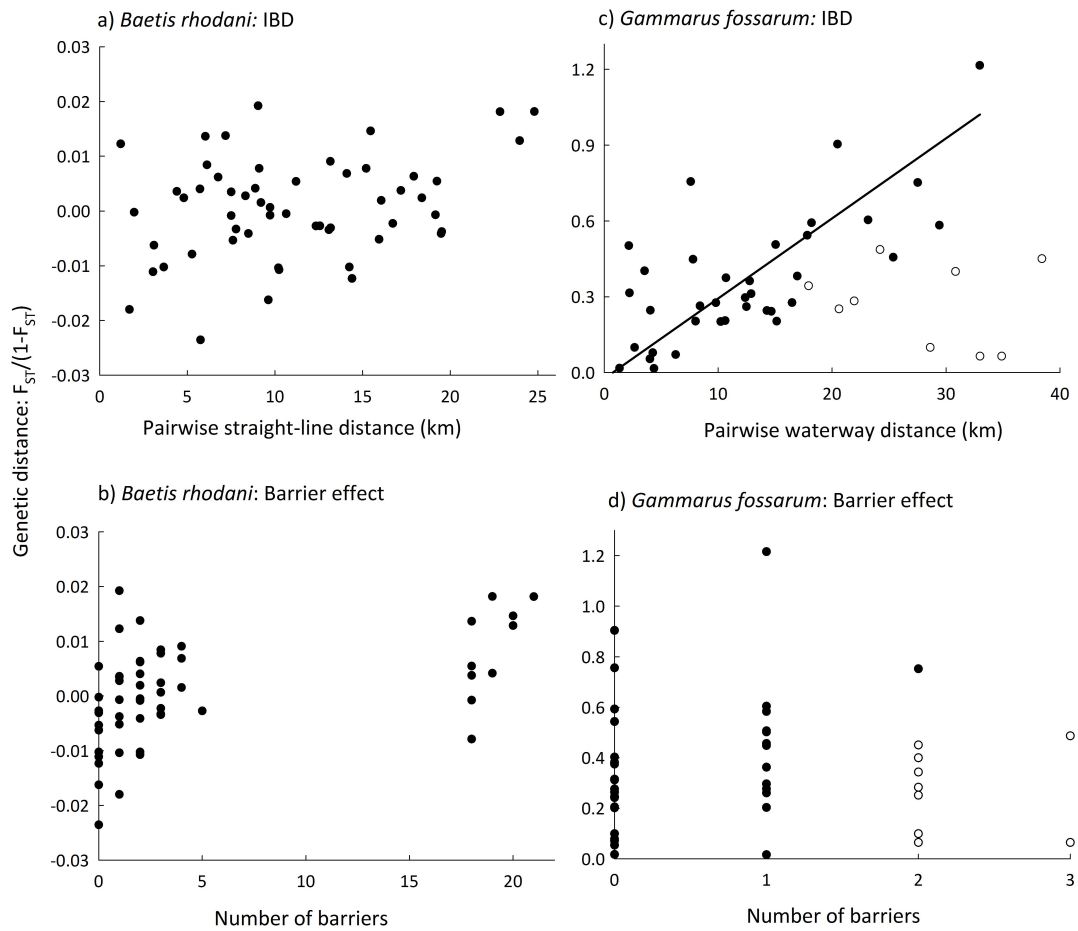 a) Baetis rhodani: IBD
0.03
0.02
0.01
0.00
-0.01
-0.02
-0.03
0 5 10 15 20 25
Pairwise straight-line distance (km)
c) Gammarus fossarum: IBD
1.2
0.9
0.6
0.3
0.0
0 10 20 30 40
Pairwise waterway distance (km)
Genetic distance: FST/(1-FST)
b) Baetis rhodani: Barrier effect
0.03
0.02
0.01
0.00
-0.01
-0.02
-0.03
0 5 10 15 20
Number of barriers
d) Gammarus fossarum: Barrier effect
1.2
1.0
0.8
0.6
0.4
0.2
0.0
0 1 2 3
Number of barriers